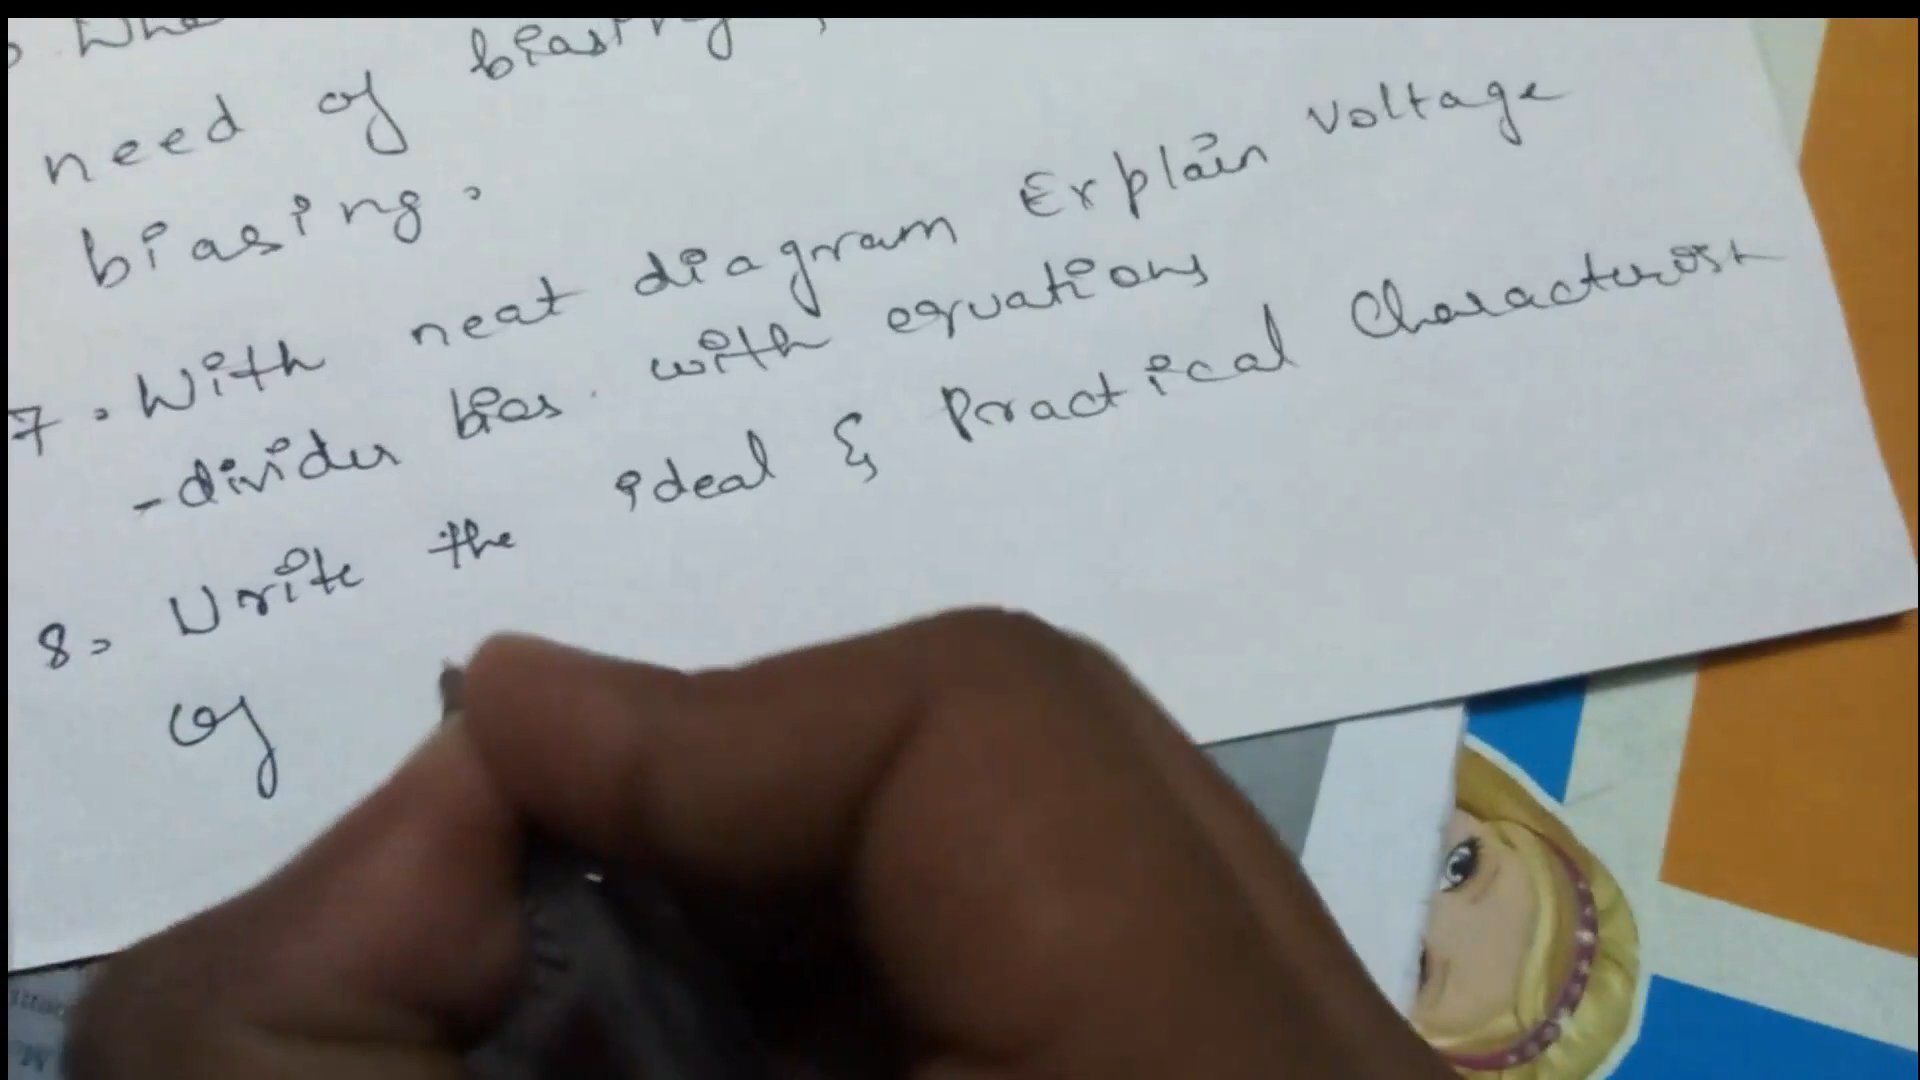 need of biasing,
biasing.
7. With neat diagram Explain Voltage
-divider bias. with equations
8. Write the ideal & Practical Characterist
of